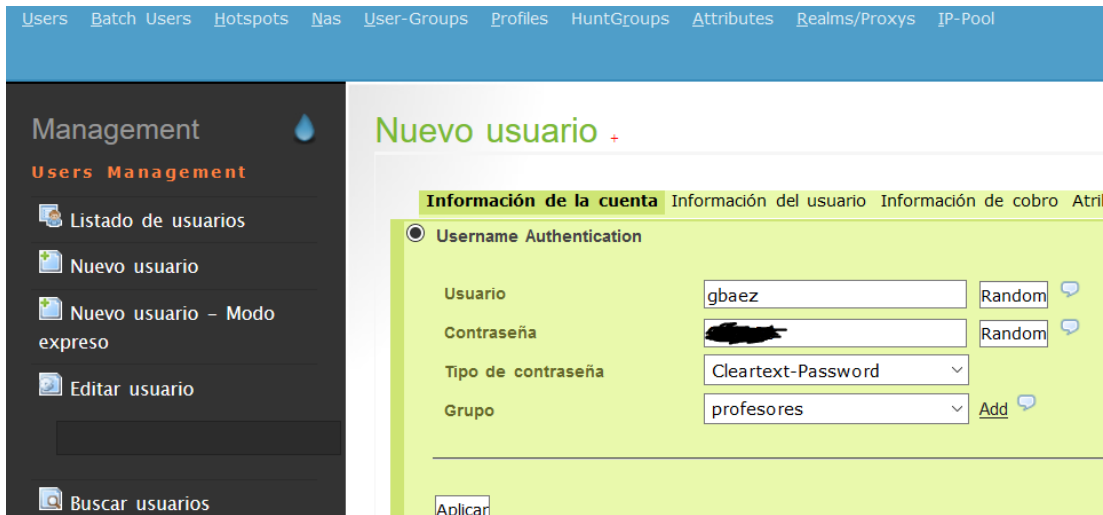 Users Batch Users Hotspots Nas User-Groups Profiles HuntGroups Attributes Realms/Proxys IP-Pool
Management
Users Management
Listado de usuarios
Nuevo usuario
Nuevo usuario – Modo
expreso
Editar usuario
Buscar usuarios
Nuevo usuario +
Información de la cuenta Información del usuario Información de cobro
Username Authentication
Usuario gbaez Random
Contraseña Random
Tipo de contraseña Cleartext-Password
Grupo profesores Add
Aplicar